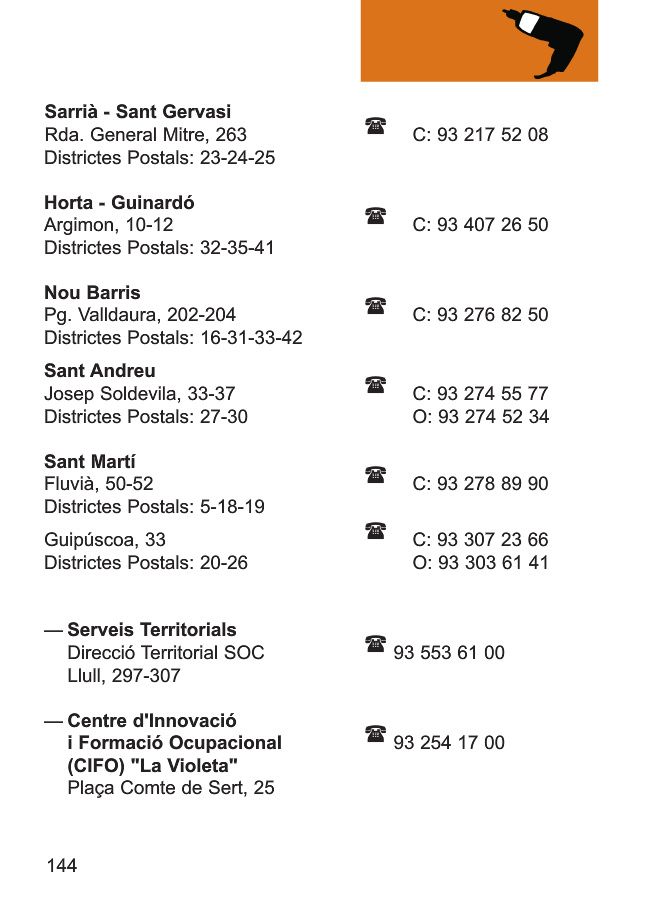 Sarrià - Sant Gervasi
Rda. General Mitre, 263 ☎ C: 93 217 52 08
Districtes Postals: 23-24-25
Horta - Guinardó
Argimon, 10-12 ☎ C: 93 407 26 50
Districtes Postals: 32-35-41
Nou Barris
Pg. Valldaura, 202-204 ☎ C: 93 276 82 50
Districtes Postals: 16-31-33-42
Sant Andreu
Josep Soldevila, 33-37 ☎ C: 93 274 55 77
Districtes Postals: 27-30 O: 93 274 52 34
Sant Martí
Fluvià, 50-52 ☎ C: 93 278 89 90
Districtes Postals: 5-18-19
Guipúscoa, 33 ☎ C: 93 307 23 66
Districtes Postals: 20-26 O: 93 303 61 41
— Serveis Territorials
Direcció Territorial SOC ☎ 93 553 61 00
Llull, 297-307
— Centre d'Innovació
i Formació Ocupacional ☎ 93 254 17 00
(CIFO) "La Violeta"
Plaça Comte de Sert, 25
144